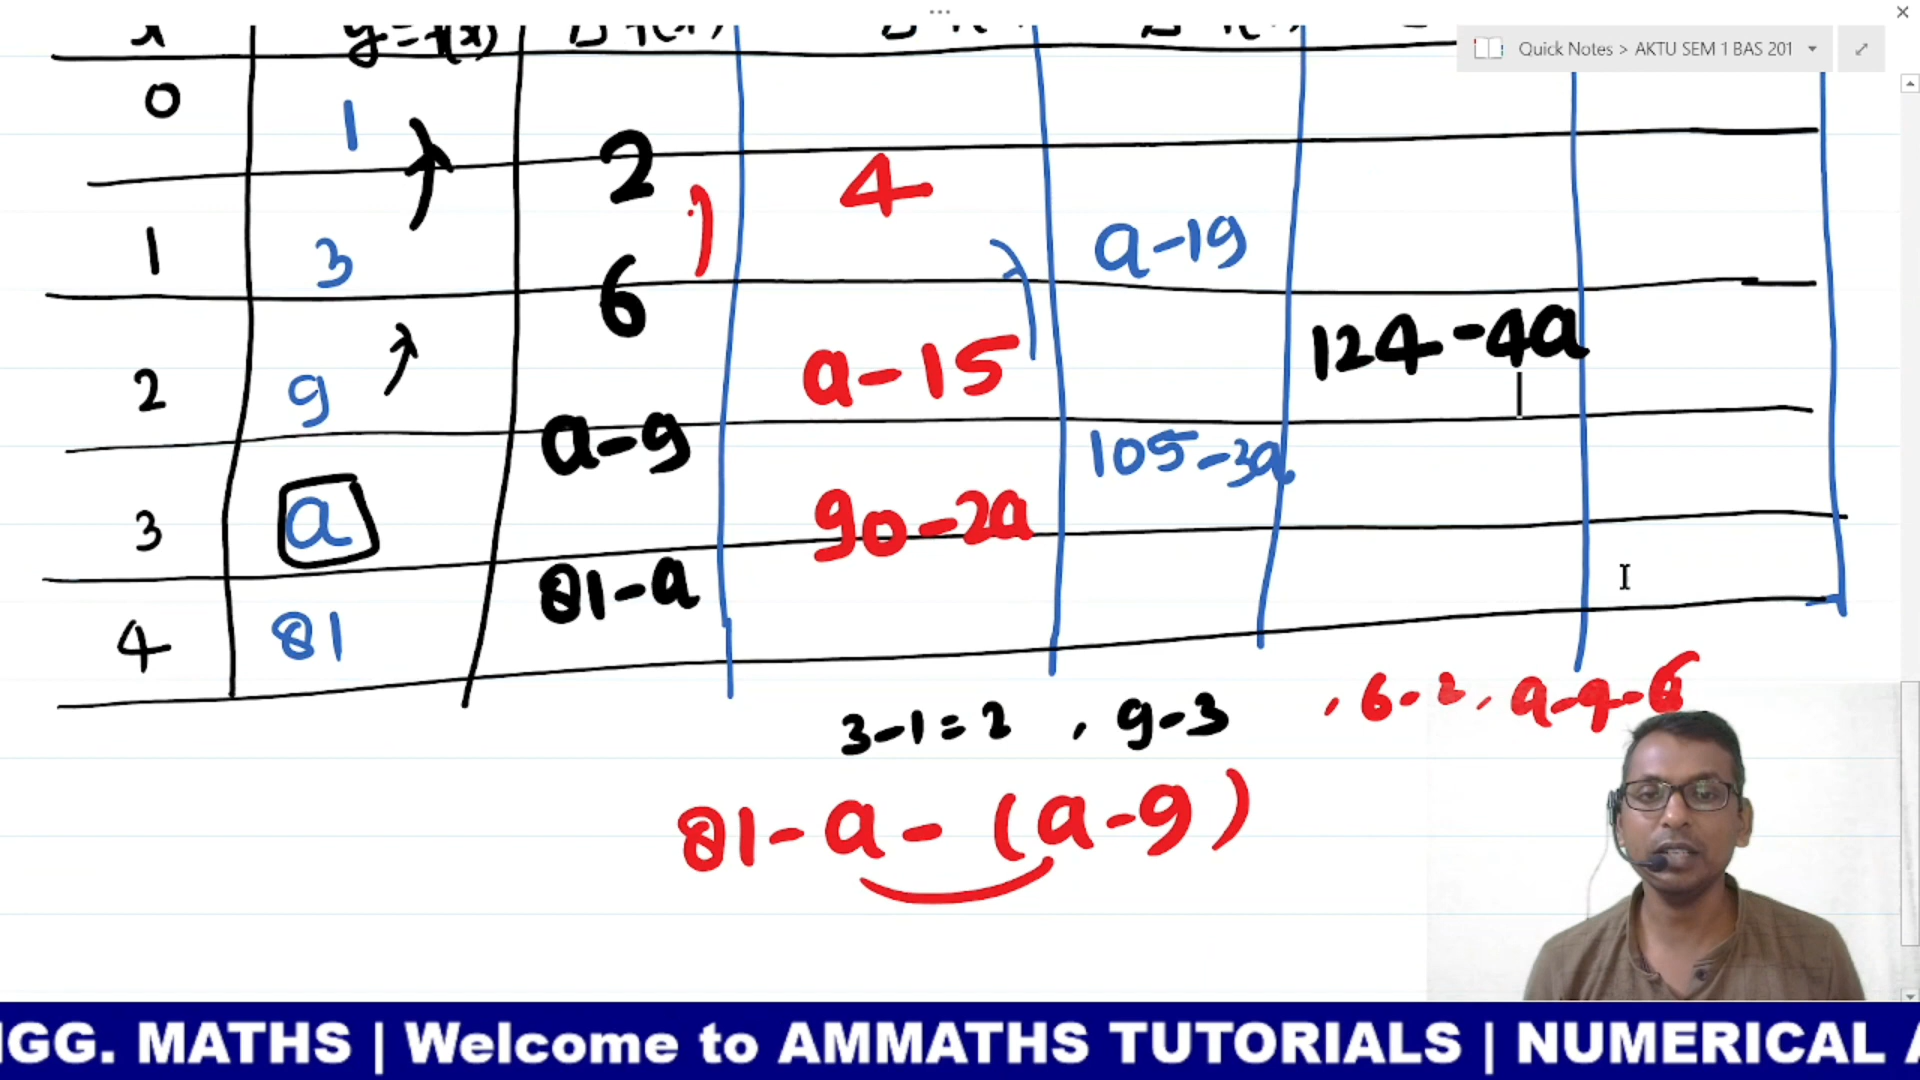 x y=f(x) Δf(x)
Quick Notes > AKTU SEM 1 BAS 201
0 1
2 4
1 3 a-19
6
a-15 124-4a
2 9
a-9 105-3a
3 a 90-2a
81-a
4 81
3-1=2 , 9-3 , 6-2, a-9-6
81-a-(a-9)
IGG. MATHS | Welcome to AMMATHS TUTORIALS | NUMERICAL A